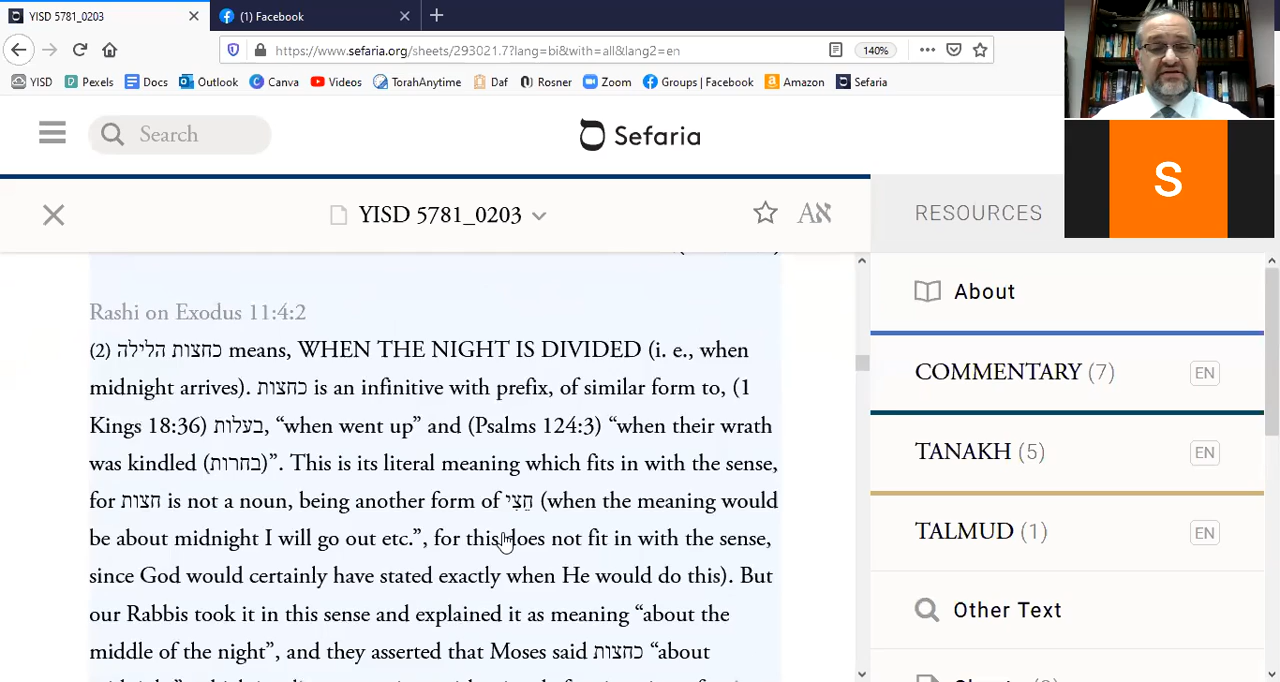 YISD 5781_0203
(1) Facebook
https://www.sefaria.org/sheets/293021.7?lang=bi&with=all&lang2=en
140%
YISD Pexels Docs Outlook Canva Videos TorahAnytime Daf Rosner Zoom Groups | Facebook Amazon Sefaria
Search
Sefaria
YISD 5781_0203
RESOURCES
S
Rashi on Exodus 11:4:2
(2) כחצות הלילה means, WHEN THE NIGHT IS DIVIDED (i. e., when
midnight arrives). כחצות is an infinitive with prefix, of similar form to, (1
Kings 18:36) בעלות, “when went up” and (Psalms 124:3) “when their wrath
was kindled (בחרות)”. This is its literal meaning which fits in with the sense,
for חצות is not a noun, being another form of חֲצִי (when the meaning would
be about midnight I will go out etc.”, for this does not fit in with the sense,
since God would certainly have stated exactly when He would do this). But
our Rabbis took it in this sense and explained it as meaning “about the
middle of the night”, and they asserted that Moses said כחצות “about
About
COMMENTARY (7) EN
TANAKH (5) EN
TALMUD (1) EN
Other Text